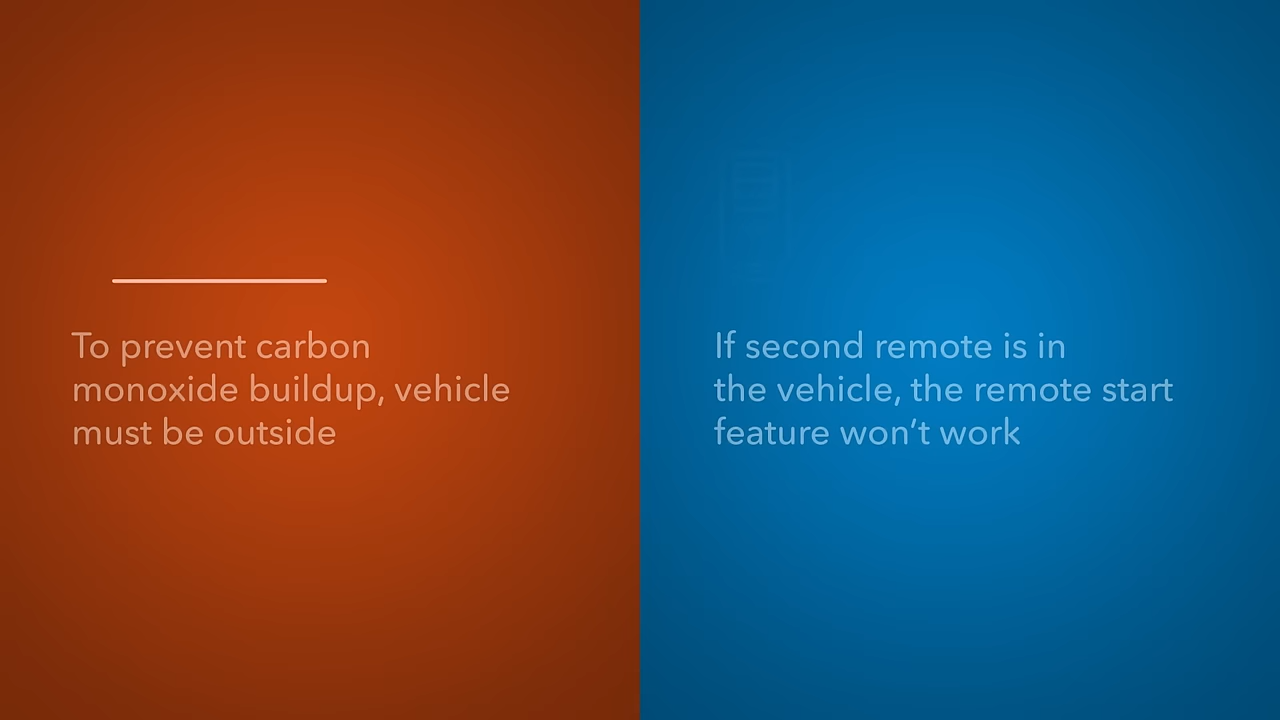 To prevent carbon
monoxide buildup, vehicle
must be outside
If second remote is in
the vehicle, the remote start
feature won’t work